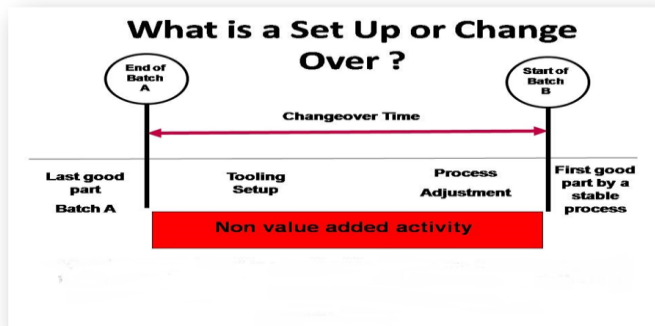 What is a Set Up or Change
Over ?
End of
Batch
A
Start of
Batch
B
Changeover Time
Last good
part
Batch A
Tooling
Setup
Process
Adjustment
First good
part by a
stable
process
Non value added activity